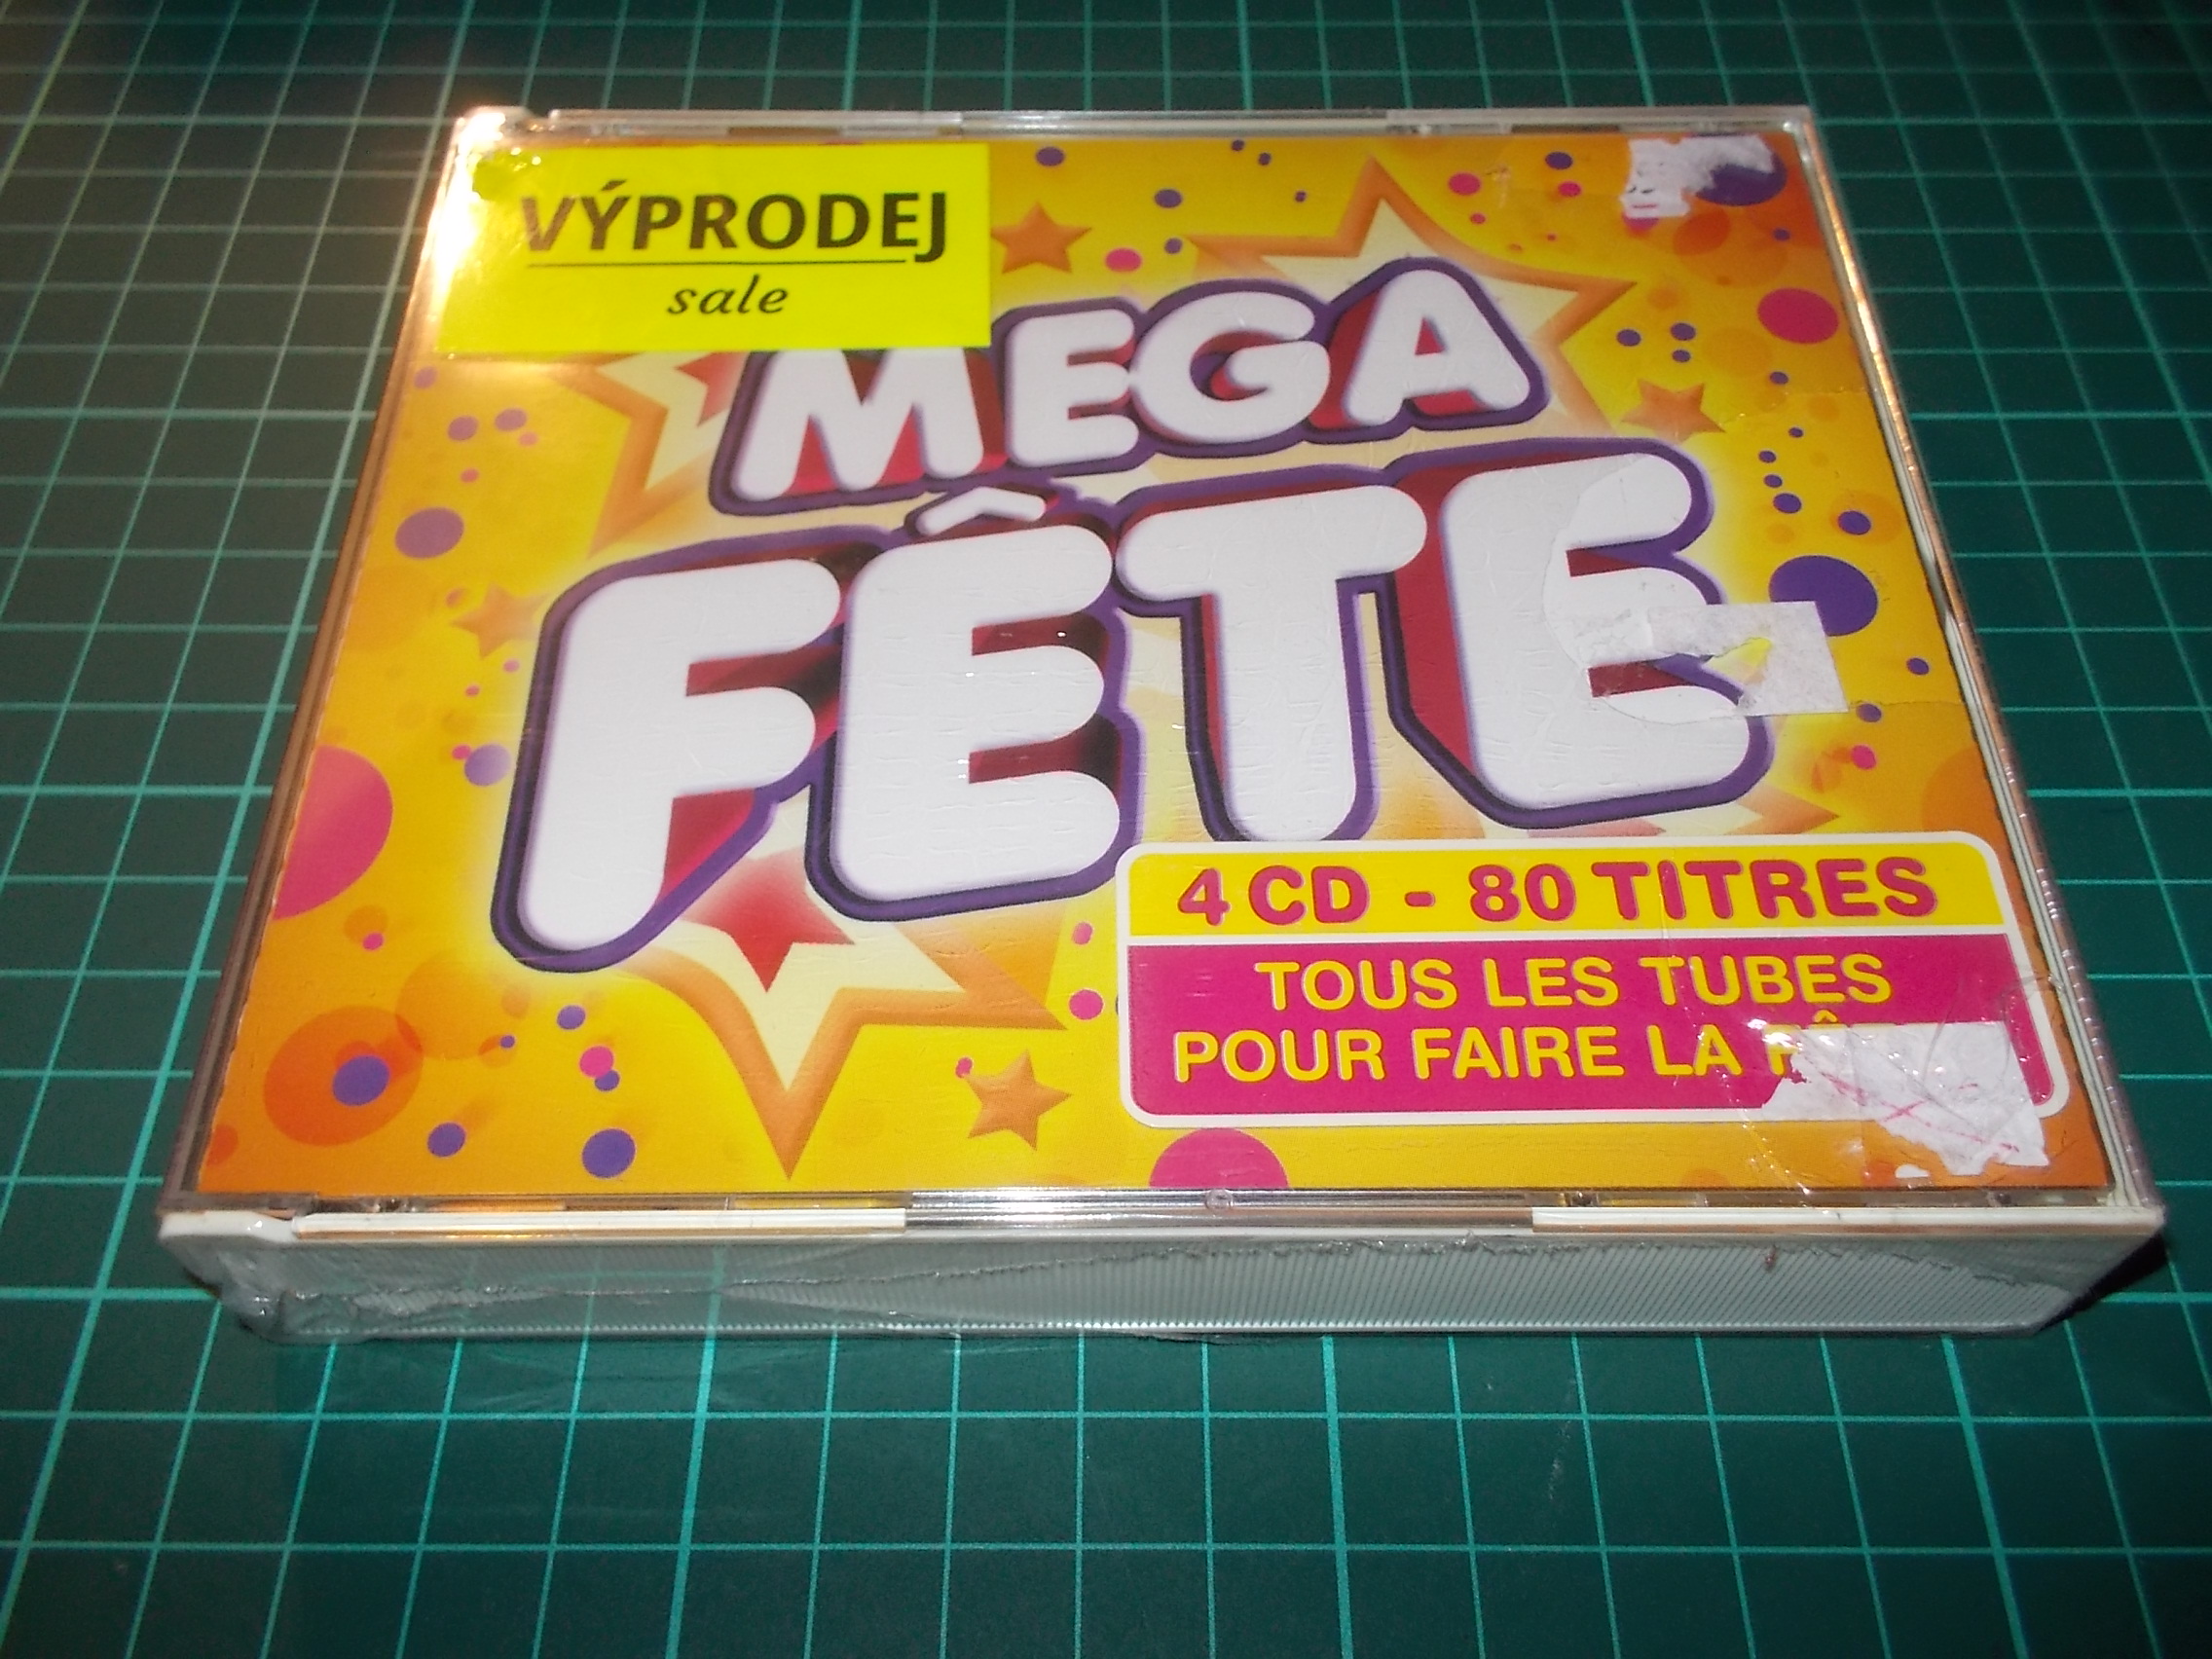 VÝPRODEJ
sale
MEGA
FÊTE
4 CD - 80 TITRES
TOUS LES TUBES
POUR FAIRE LA